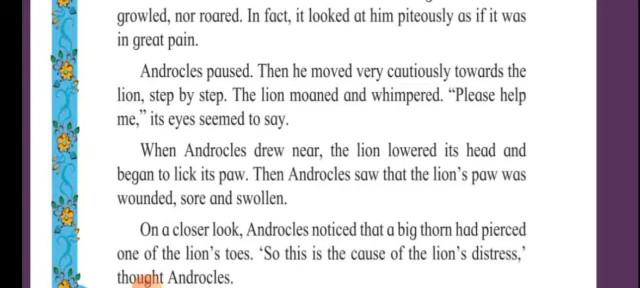 growled, nor roared. In fact, it looked at him piteously as if it was
in great pain.
Androcles paused. Then he moved very cautiously towards the
lion, step by step. The lion moaned and whimpered. “Please help
me,” its eyes seemed to say.
When Androcles drew near, the lion lowered its head and
began to lick its paw. Then Androcles saw that the lion’s paw was
wounded, sore and swollen.
On a closer look, Androcles noticed that a big thorn had pierced
one of the lion’s toes. ‘So this is the cause of the lion’s distress,’
thought Androcles.